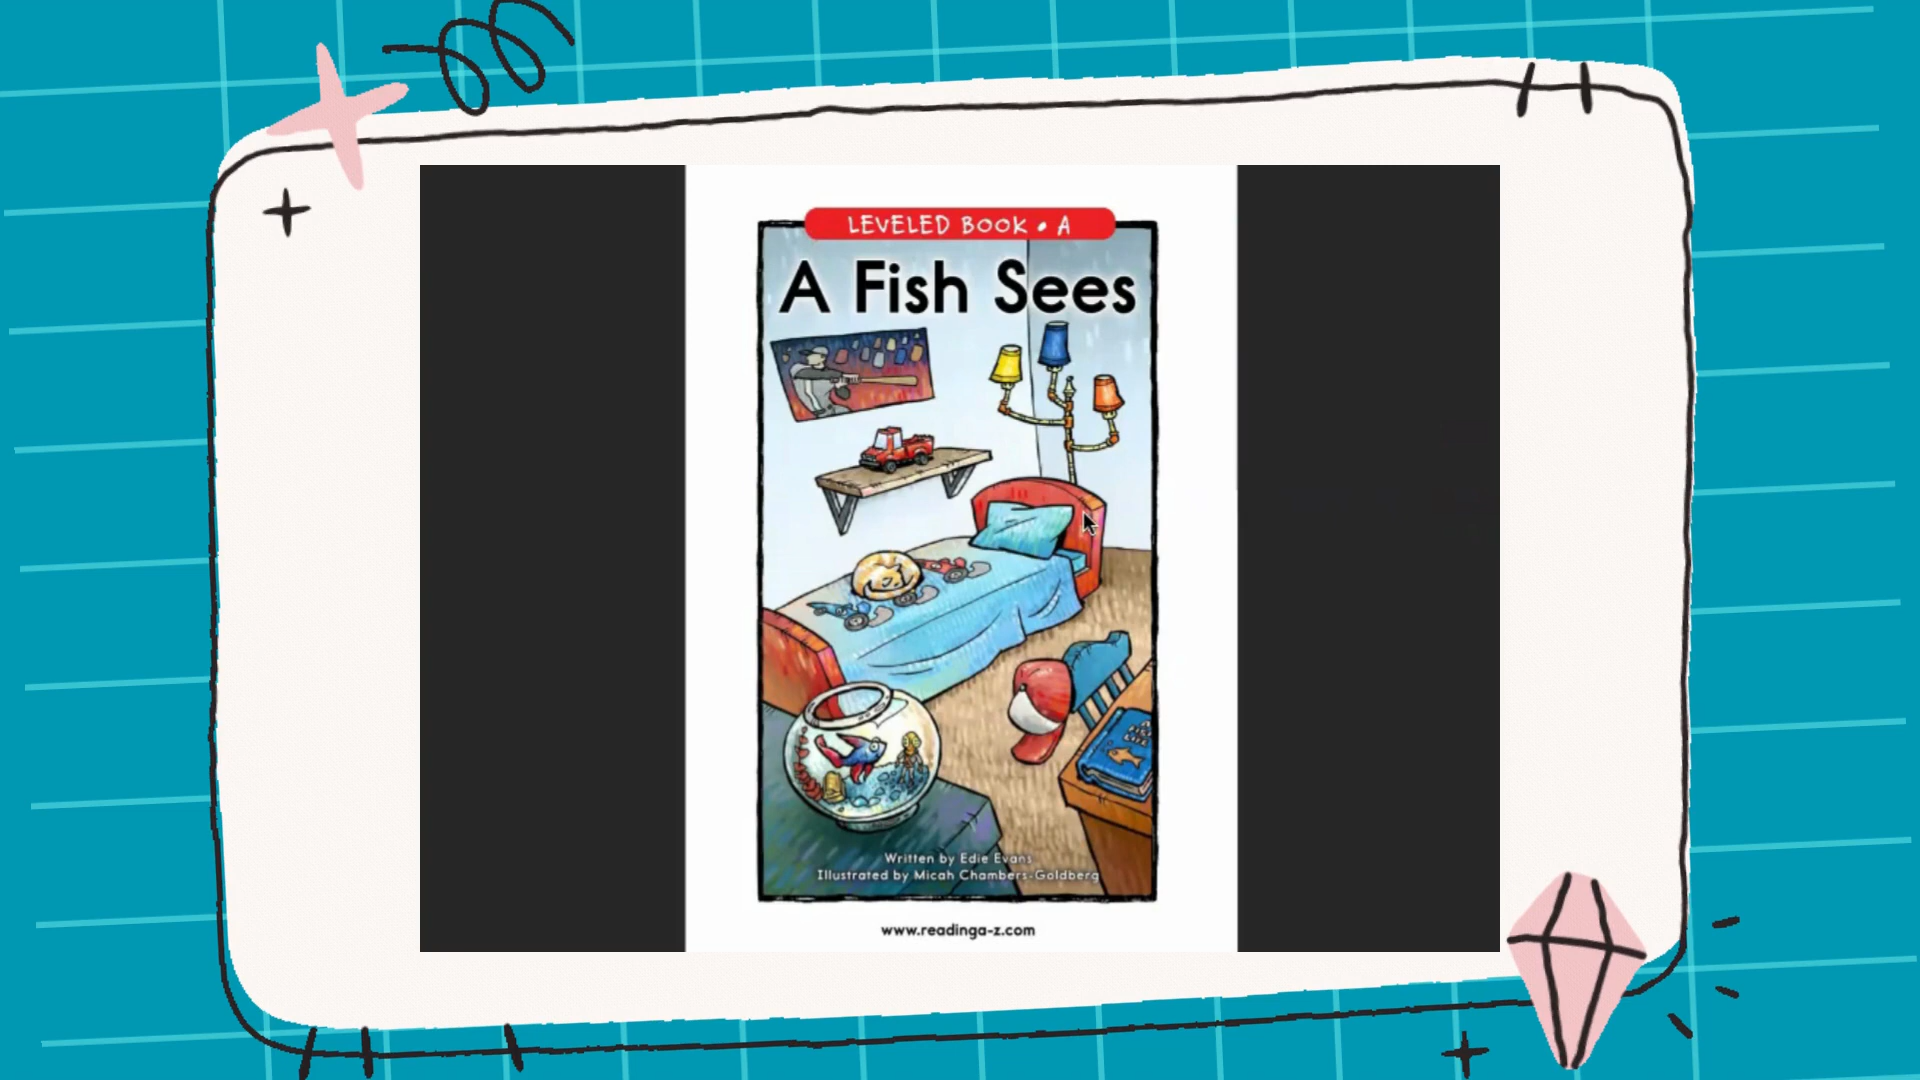 LEVELED BOOK • A
A Fish Sees
Written by Edie Evans
Illustrated by Micah Chambers-Goldberg
www.readinga-z.com